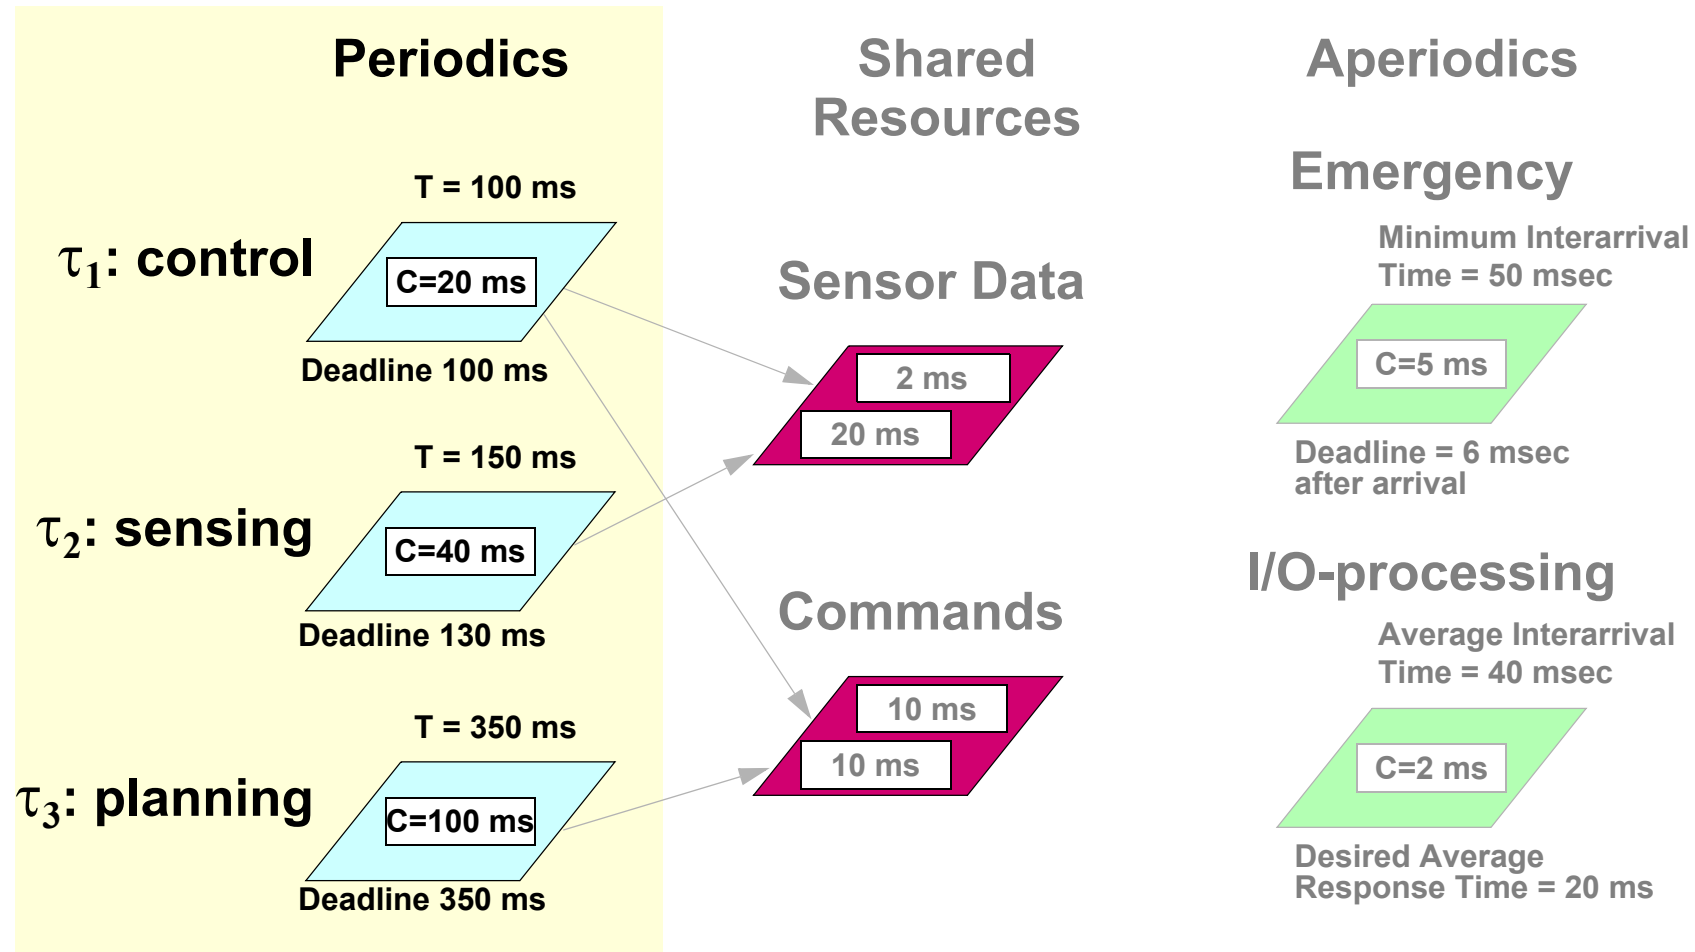 Periodics
T = 100 ms
τ1: control
C=20 ms
Deadline 100 ms
T = 150 ms
τ2: sensing
C=40 ms
Deadline 130 ms
T = 350 ms
τ3: planning
C=100 ms
Deadline 350 ms
Shared
Resources
Sensor Data
2 ms
20 ms
Commands
10 ms
10 ms
Aperiodics
Emergency
Minimum Interarrival
Time = 50 msec
C=5 ms
Deadline = 6 msec
after arrival
I/O-processing
Average Interarrival
Time = 40 msec
C=2 ms
Desired Average
Response Time = 20 ms